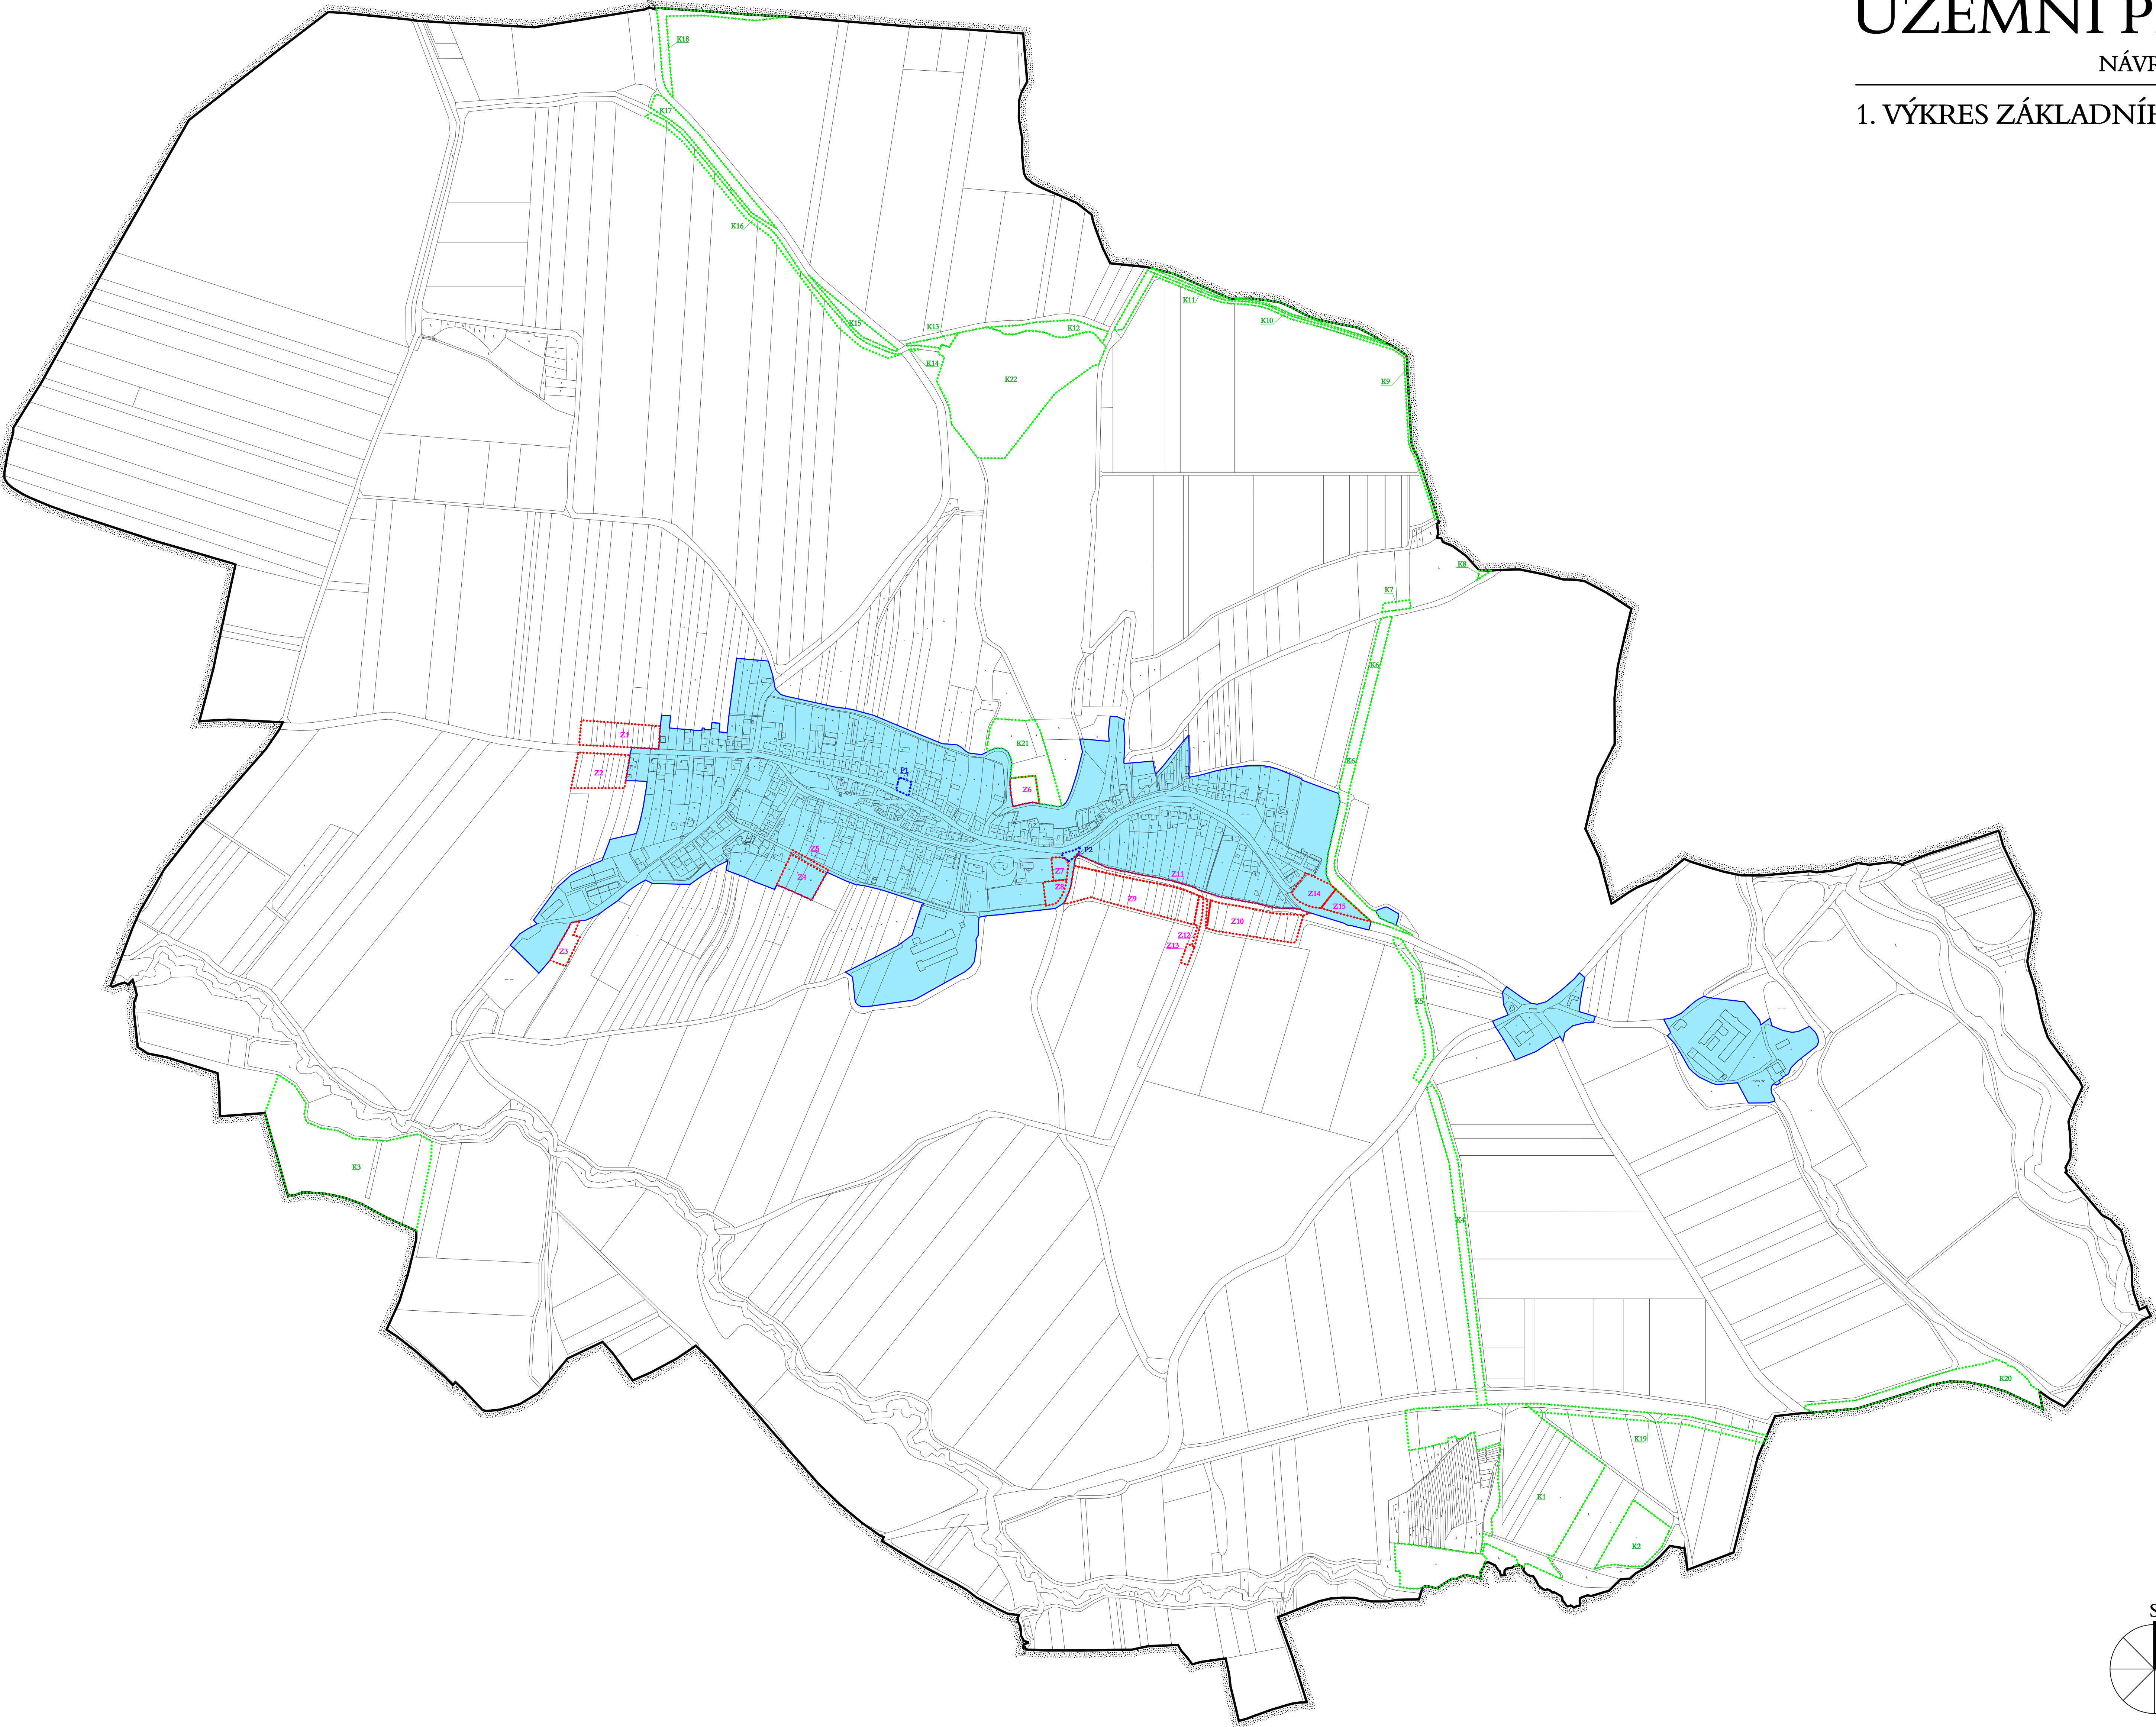 ÚZEMNÍ P
NÁVR
1. VÝKRES ZÁKLADNÍH
K18
K17
K16
K15
K13
K14
K12
K11
K10
K9
K22
K8
K7
K6
K21
K6
Z1
Z2
P1
Z6
Z5
Z4
P2
Z7
Z8
Z11
Z9
Z14
Z15
Z10
Z12
Z13
Z3
K5
K3
K4
K20
K19
K1
K2
S